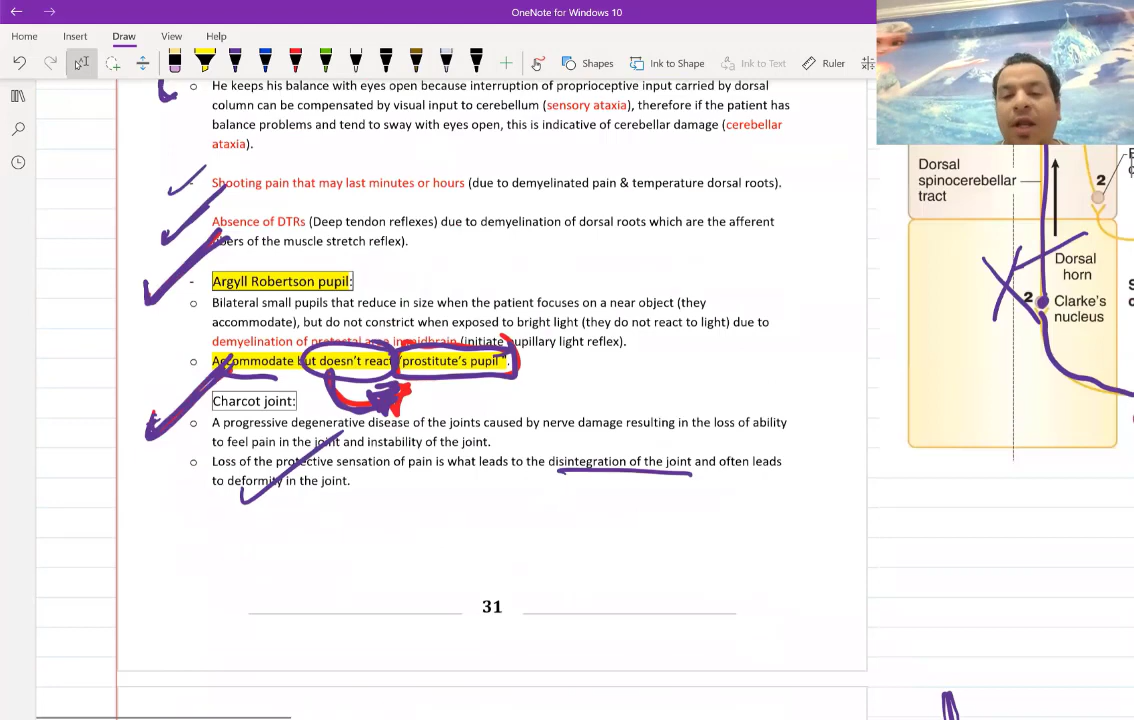 OneNote for Windows 10
Home Insert Draw View Help
Shapes Ink to Shape Ink to Text Ruler
o He keeps his balance with eyes open because interruption of proprioceptive input carried by dorsal
column can be compensated by visual input to cerebellum (sensory ataxia), therefore if the patient has
balance problems and tend to sway with eyes open, this is indicative of cerebellar damage (cerebellar
ataxia).
- Shooting pain that may last minutes or hours (due to demyelinated pain & temperature dorsal roots).
Absence of DTRs (Deep tendon reflexes) due to demyelination of dorsal roots which are the afferent
fibers of the muscle stretch reflex).
- Argyll Robertson pupil:
o Bilateral small pupils that reduce in size when the patient focuses on a near object (they
accommodate), but do not constrict when exposed to bright light (they do not react to light) due to
demyelination of pretectal area in midbrain (initiate pupillary light reflex).
o Accommodate but doesn't react "prostitute's pupil".
Charcot joint:
o A progressive degenerative disease of the joints caused by nerve damage resulting in the loss of ability
to feel pain in the joint and instability of the joint.
o Loss of the protective sensation of pain is what leads to the disintegration of the joint and often leads
to deformity in the joint.
31
Dorsal
spinocerebellar
tract
2
Dorsal
horn
2
Clarke's
nucleus